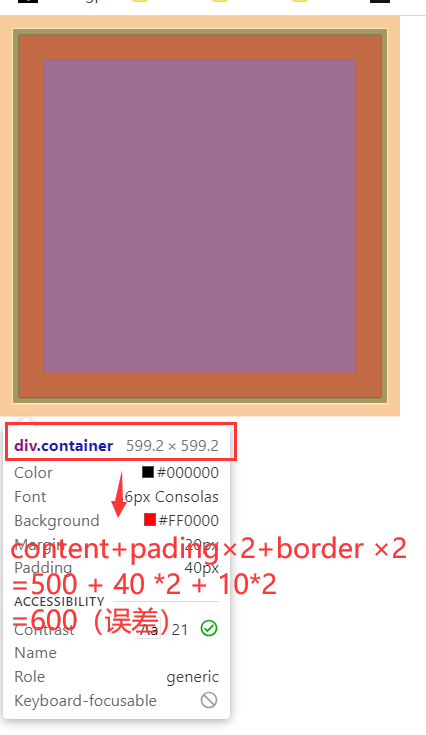 div.container 599.2 × 599.2
Color #000000
Font 6px Consolas
Background #FF0000
content+pading×2+border ×2
Margin 20px
Padding 40px
=500 + 40 *2 + 10*2
ACCESSIBILITY
=600（误差）
Contrast Aa 21
Name
Role generic
Keyboard-focusable